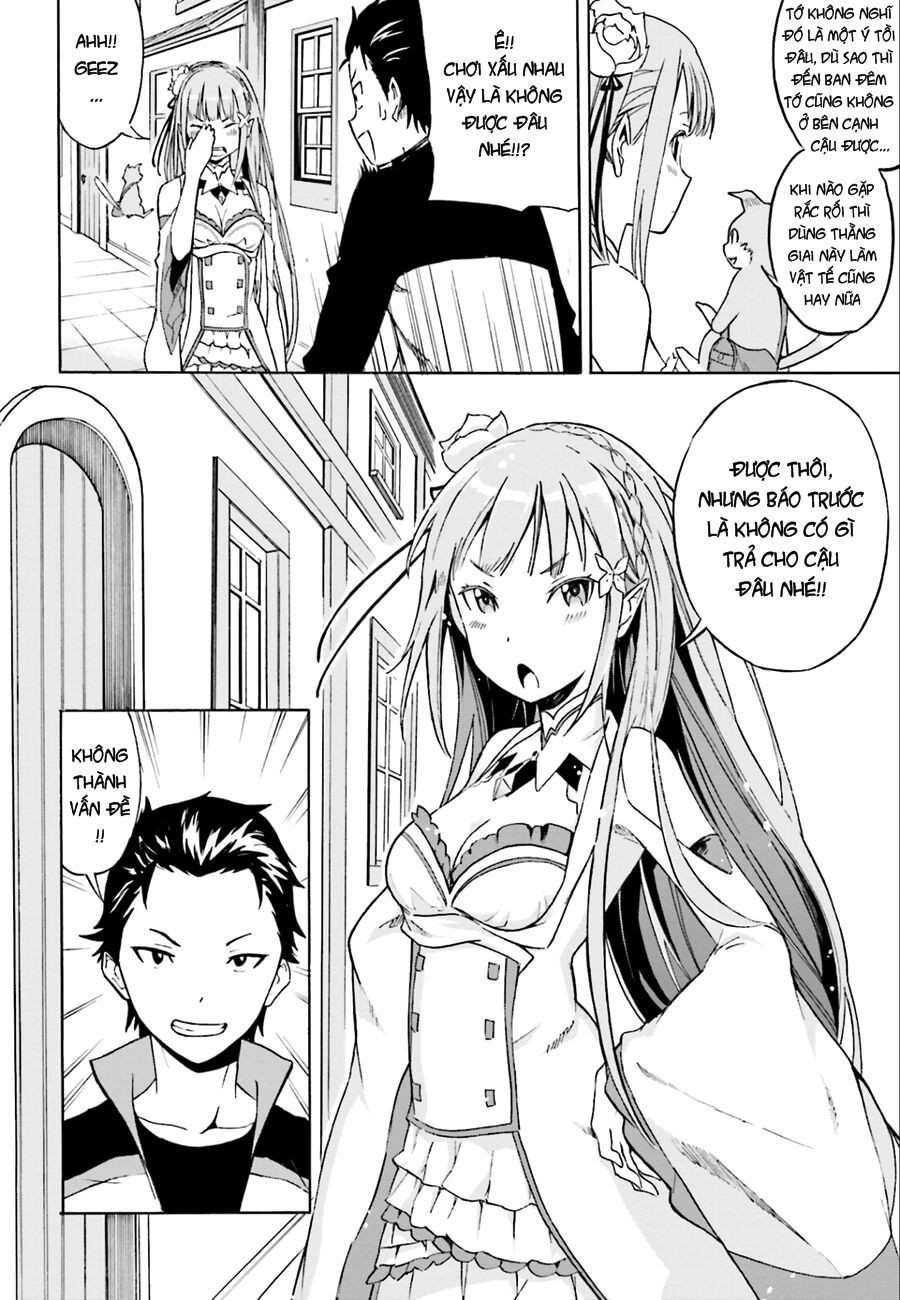 TỚ KHÔNG NGHĨ
ĐÓ LÀ MỘT Ý TỒI
ĐÂU, DÙ SAO THÌ
ĐẾN BAN ĐÊM
TỚ CŨNG KHÔNG
Ở BÊN CẠNH
CẬU ĐƯỢC...
KHI NÀO GẶP
RẮC RỐI THÌ
DÙNG THẰNG
GIAI NÀY LÀM
VẬT TẾ CŨNG
HAY NỮA
Ê!!
CHƠI XẤU NHAU
VẬY LÀ KHÔNG
ĐƯỢC ĐÂU
NHÉ!!?
AHH!!
GEEZ
...
ĐƯỢC THÔI,
NHƯNG BÁO TRƯỚC
LÀ KHÔNG CÓ GÌ
TRẢ CHO CẬU
ĐÂU NHÉ!!
KHÔNG
THÀNH
VẤN ĐỀ
!!